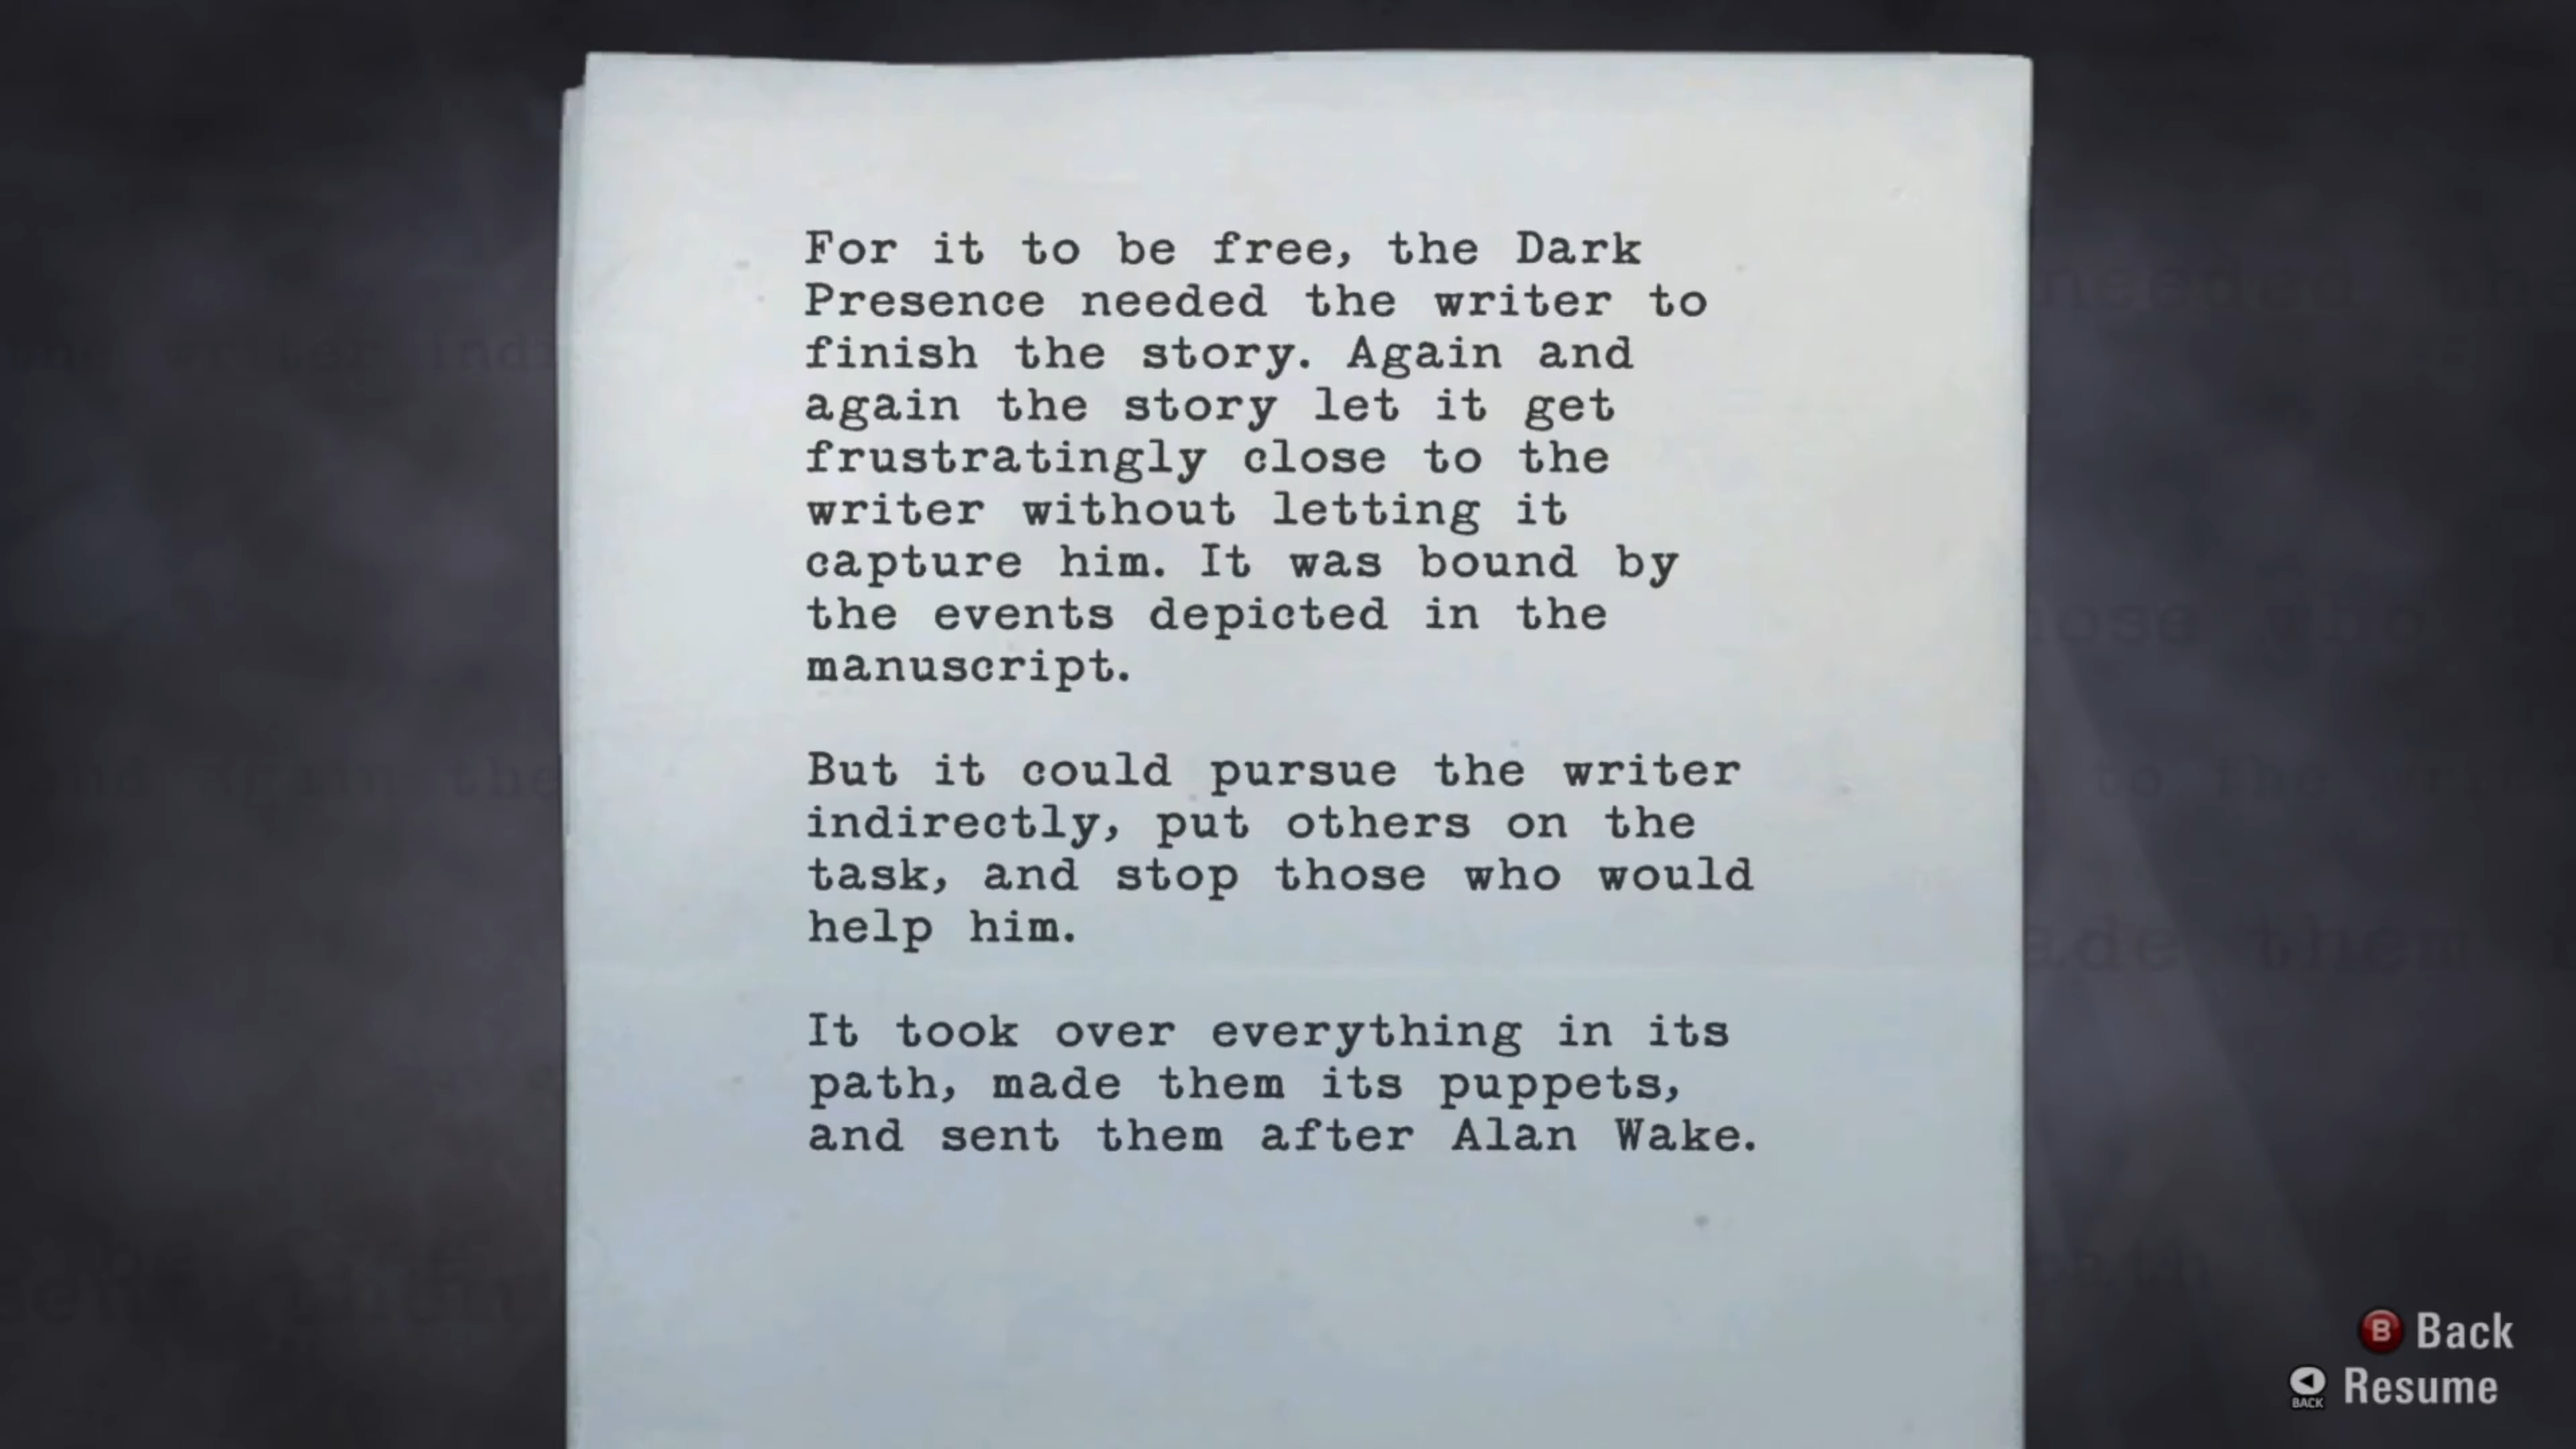 For it to be free, the Dark
Presence needed the writer to
finish the story. Again and
again the story let it get
frustratingly close to the
writer without letting it
capture him. It was bound by
the events depicted in the
manuscript.
But it could pursue the writer
indirectly, put others on the
task, and stop those who would
help him.
It took over everything in its
path, made them its puppets,
and sent them after Alan Wake.
B Back
BACK Resume